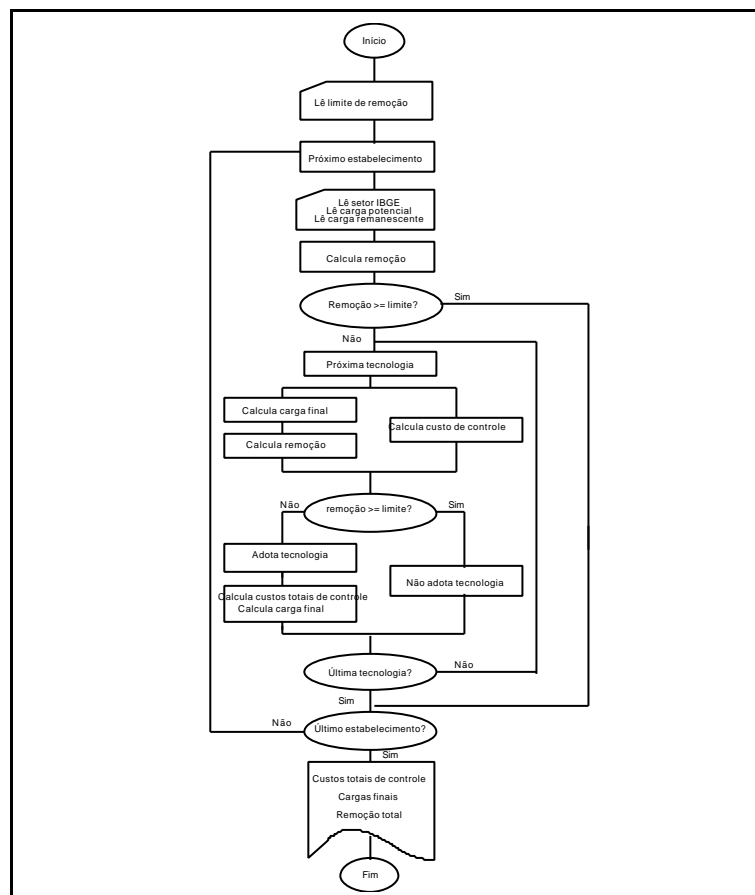 Início
Lê limite de remoção
Próximo estabelecimento
Lê setor IBGE
Lê carga potencial
Lê carga remanescente
Calcula remoção
Remoção >= limite?
Sim
Não
Próxima tecnologia
Calcula carga final
Calcula custo de controle
Calcula remoção
Não
remoção >= limite?
Sim
Adota tecnologia
Não adota tecnologia
Calcula custos totais de controle
Calcula carga final
Última tecnologia?
Não
Sim
Não
Último estabelecimento?
Sim
Custos totais de controle
Cargas finais
Remoção total
Fim